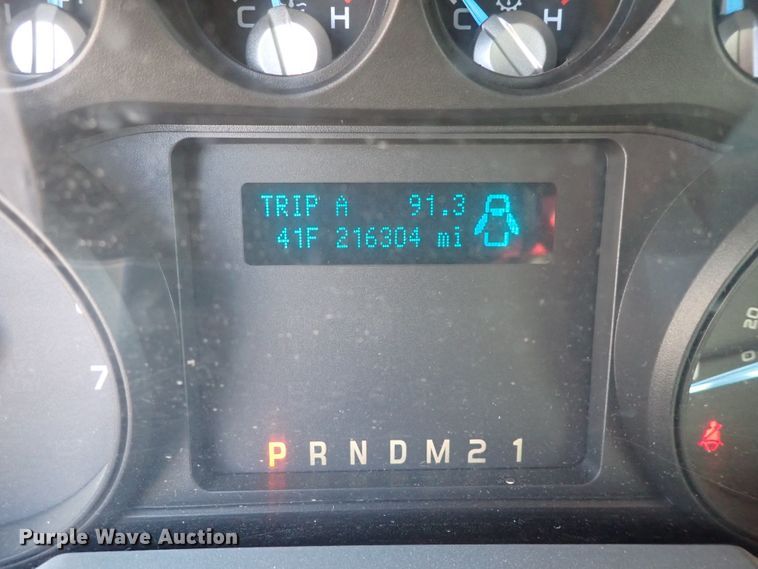 C H C H
TRIP A 91.3
41F 216304 mi
20
0
7
P R N D M 2 1
Purple Wave Auction